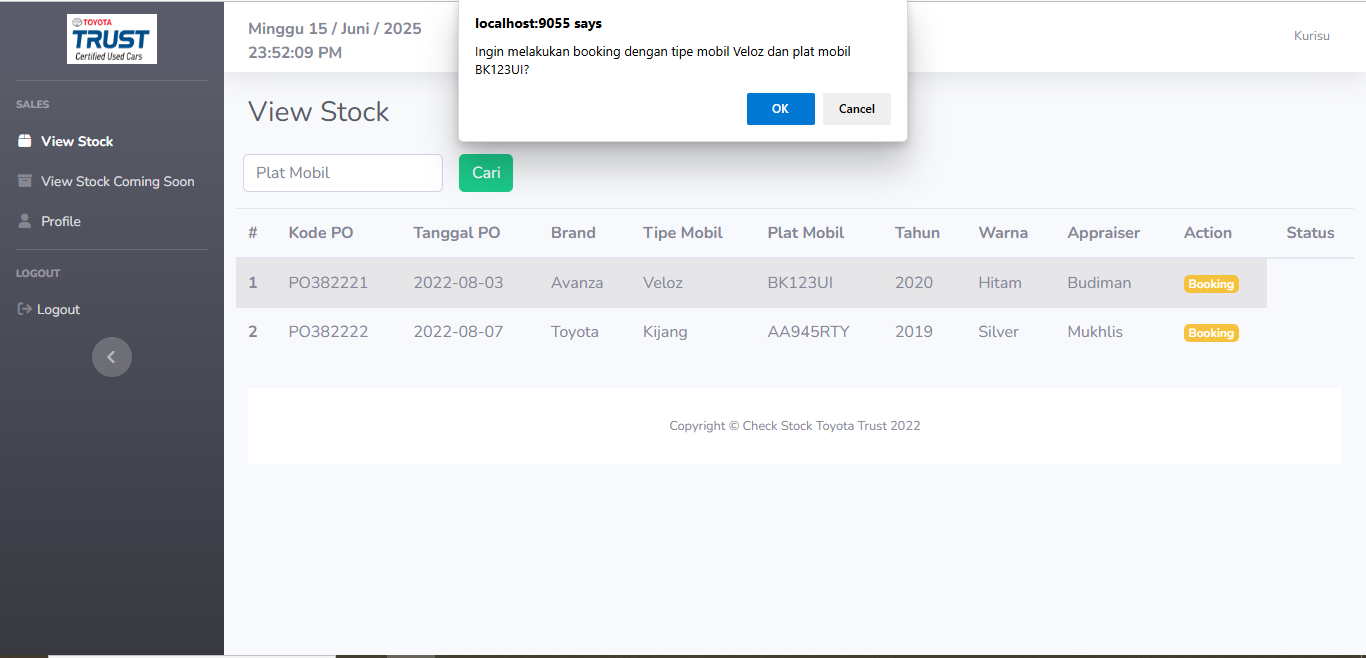 TOYOTA
TRUST
Certified Used Cars
SALES
View Stock
View Stock Coming Soon
Profile
LOGOUT
Logout
Minggu 15 / Juni / 2025
23:52:09 PM
Kurisu
localhost:9055 says
Ingin melakukan booking dengan tipe mobil Veloz dan plat mobil
BK123UI?
OK Cancel
View Stock
Plat Mobil Cari
# Kode PO Tanggal PO Brand Tipe Mobil Plat Mobil Tahun Warna Appraiser Action Status
1 PO382221 2022-08-03 Avanza Veloz BK123UI 2020 Hitam Budiman Booking
2 PO382222 2022-08-07 Toyota Kijang AA945RTY 2019 Silver Mukhlis Booking
Copyright © Check Stock Toyota Trust 2022